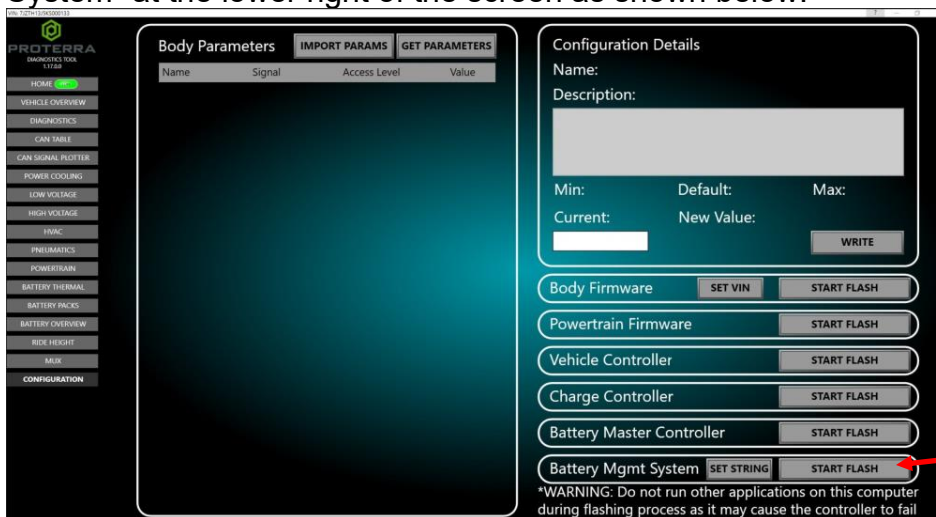 System" at the lower right of the screen as shown below:
PROTERRA
DIAGNOSTICS TOOL
1.17.0.0
HOME
VEHICLE OVERVIEW
DIAGNOSTICS
CAN TABLE
CAN SIGNAL PLOTTER
POWER COOLING
LOW VOLTAGE
HIGH VOLTAGE
HVAC
PNEUMATICS
POWERTRAIN
BATTERY THERMAL
BATTERY PACKS
BATTERY OVERVIEW
RIDE HEIGHT
MUX
CONFIGURATION
Body Parameters IMPORT PARAMS GET PARAMETERS
Name Signal Access Level Value
Configuration Details
Name:
Description:
Min: Default: Max:
Current: New Value:
WRITE
Body Firmware SET VIN START FLASH
Powertrain Firmware START FLASH
Vehicle Controller START FLASH
Charge Controller START FLASH
Battery Master Controller START FLASH
Battery Mgmt System SET STRING START FLASH
*WARNING: Do not run other applications on this computer
during flashing process as it may cause the controller to fail